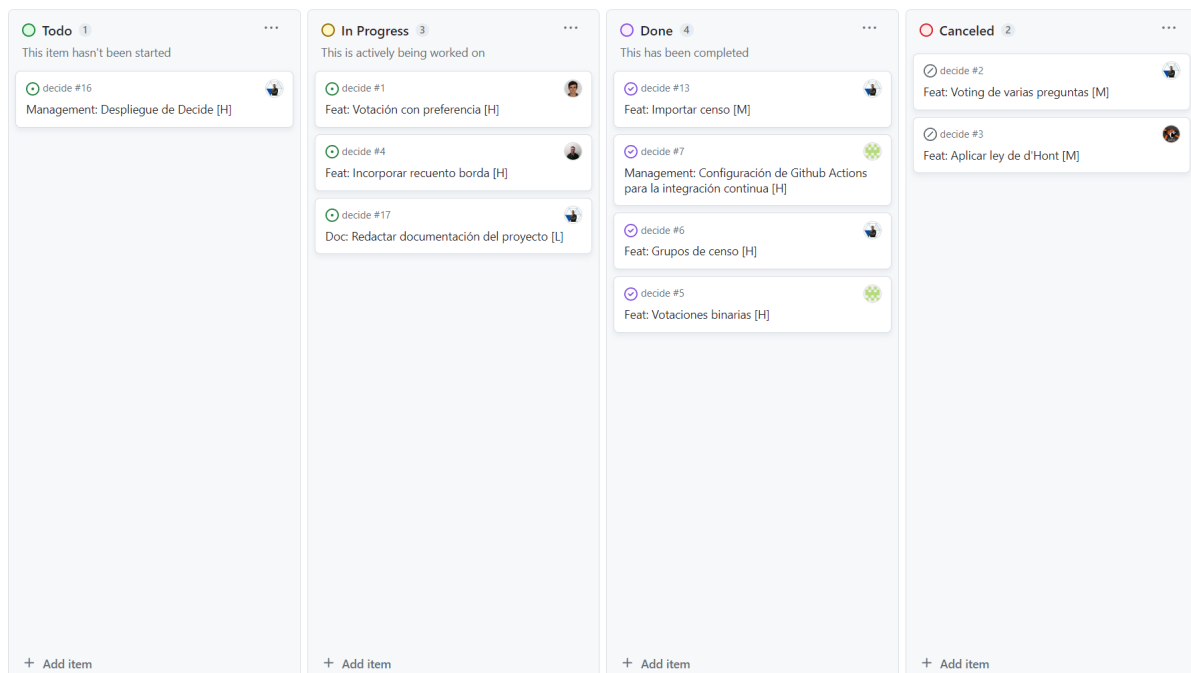 Todo 1
This item hasn't been started
decide #16
Management: Despliegue de Decide [H]
Add item
In Progress 3
This is actively being worked on
decide #1
Feat: Votación con preferencia [H]
decide #4
Feat: Incorporar recuento borda [H]
decide #17
Doc: Redactar documentación del proyecto [L]
Add item
Done 4
This has been completed
decide #13
Feat: Importar censo [M]
decide #7
Management: Configuración de Github Actions
para la integración continua [H]
decide #6
Feat: Grupos de censo [H]
decide #5
Feat: Votaciones binarias [H]
Add item
Canceled 2
decide #2
Feat: Voting de varias preguntas [M]
decide #3
Feat: Aplicar ley de d'Hont [M]
Add item